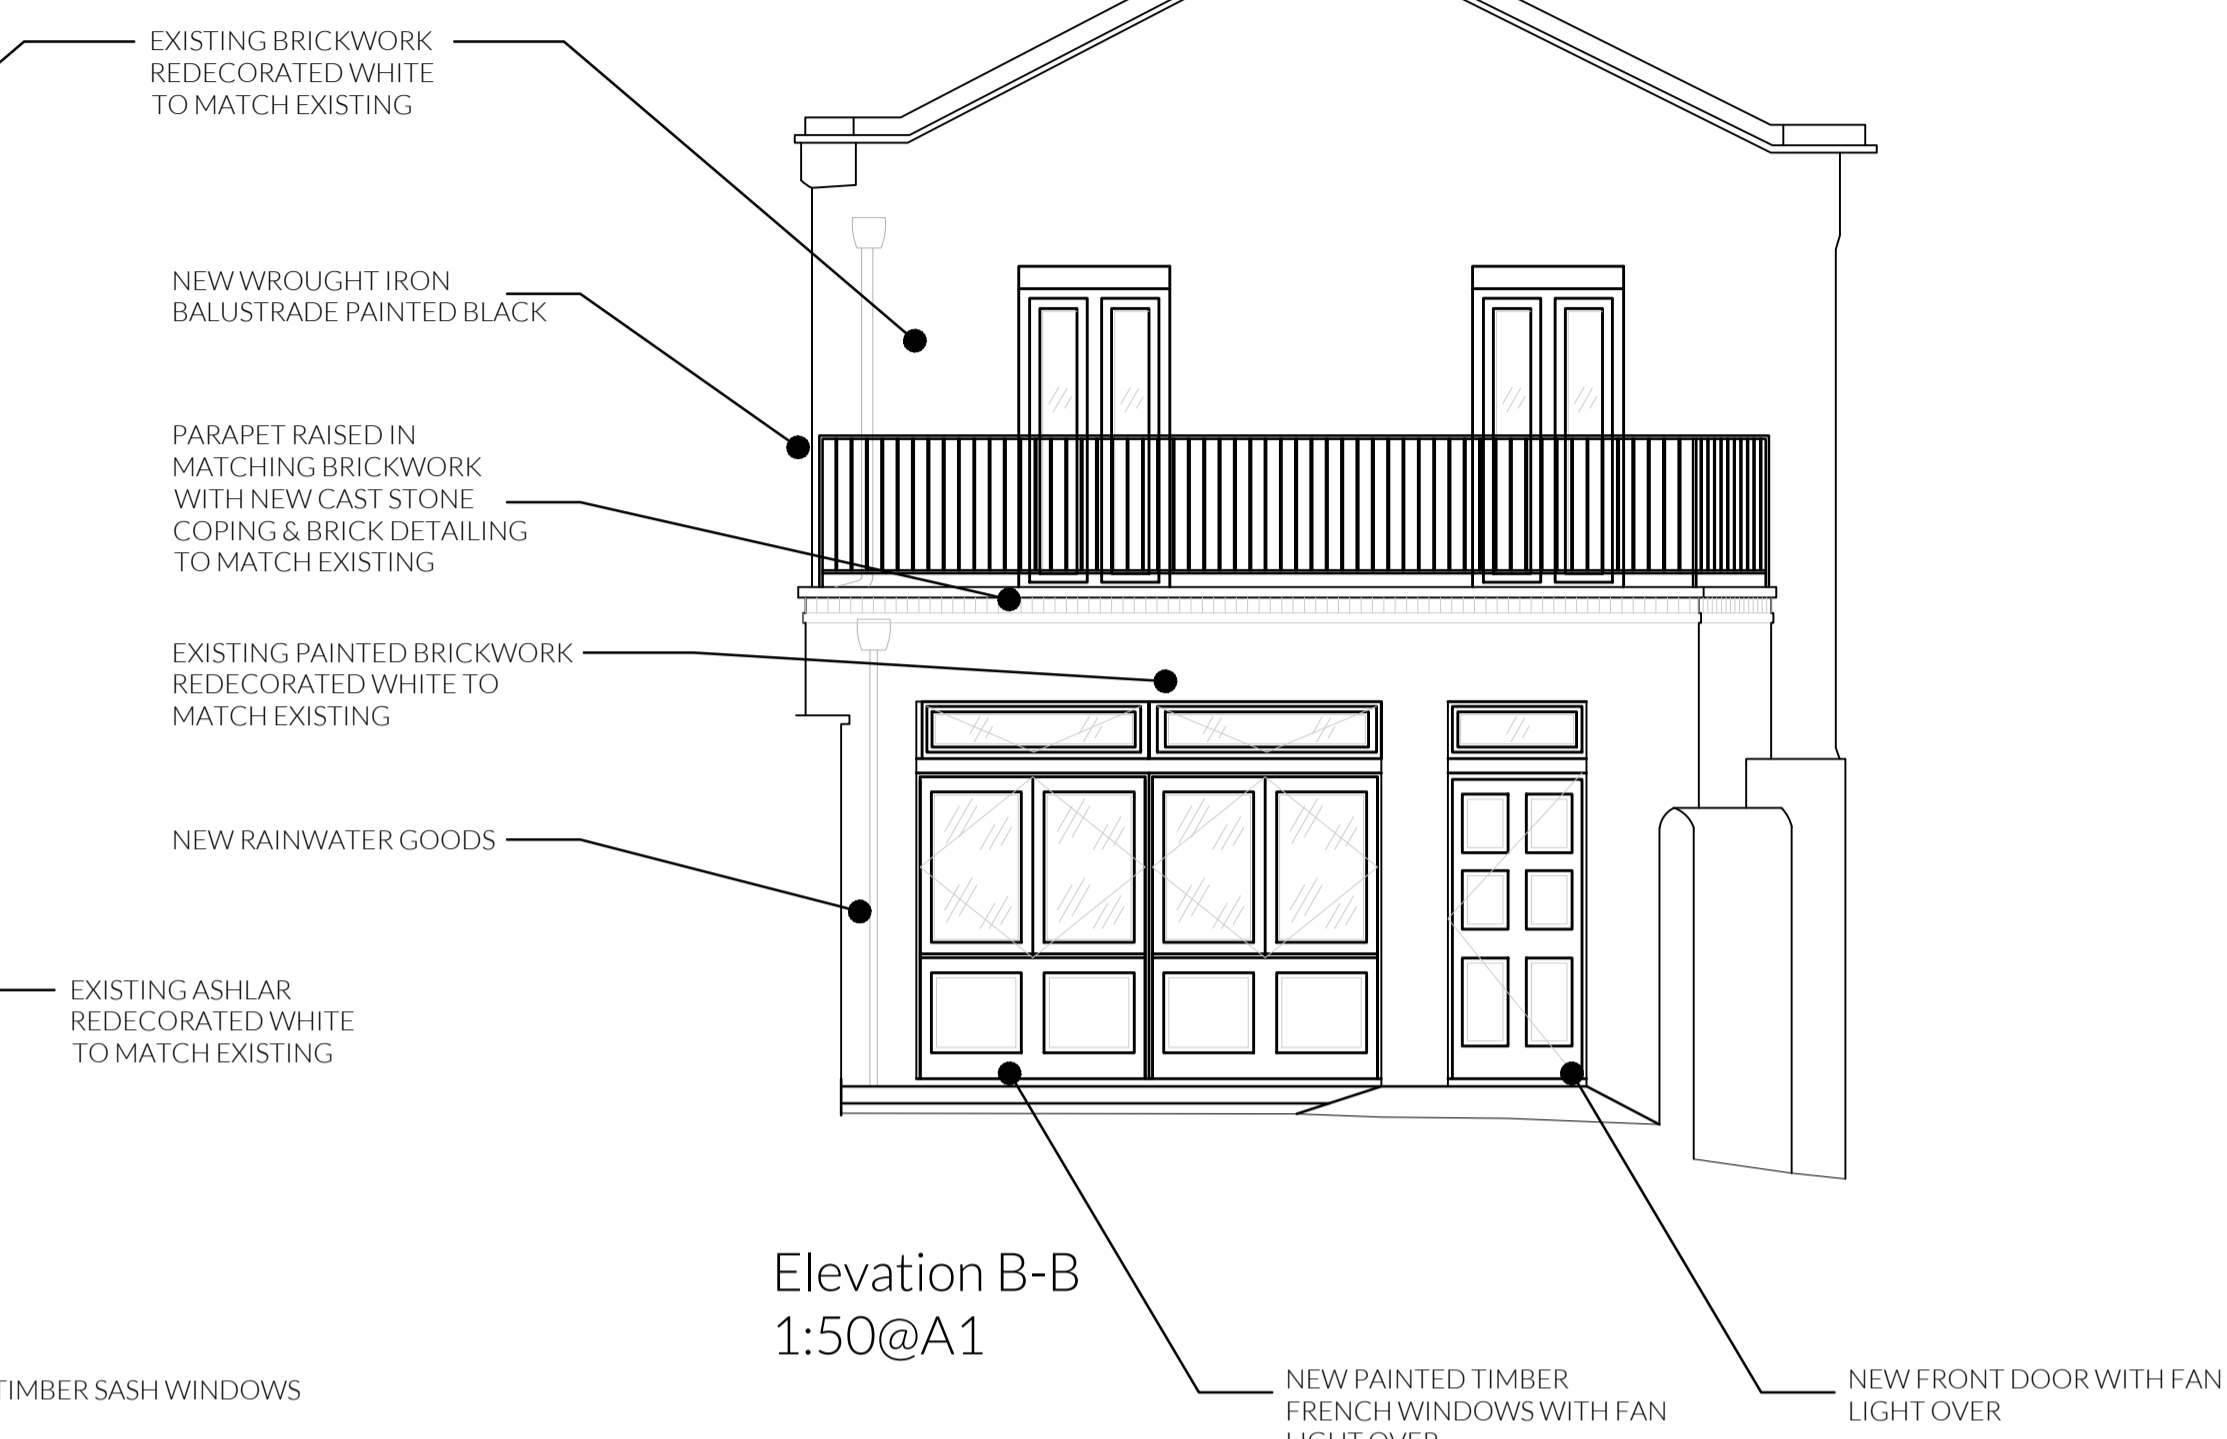 EXISTING BRICKWORK
REDECORATED WHITE
TO MATCH EXISTING
NEW WROUGHT IRON
BALUSTRADE PAINTED BLACK
PARAPET RAISED IN
MATCHING BRICKWORK
WITH NEW CAST STONE
COPING & BRICK DETAILING
TO MATCH EXISTING
EXISTING PAINTED BRICKWORK
REDECORATED WHITE TO
MATCH EXISTING
NEW RAINWATER GOODS
EXISTING ASHLAR
REDECORATED WHITE
TO MATCH EXISTING
TIMBER SASH WINDOWS
Elevation B-B
1:50@A1
NEW PAINTED TIMBER
FRENCH WINDOWS WITH FAN
LIGHT OVER
NEW FRONT DOOR WITH FAN
LIGHT OVER